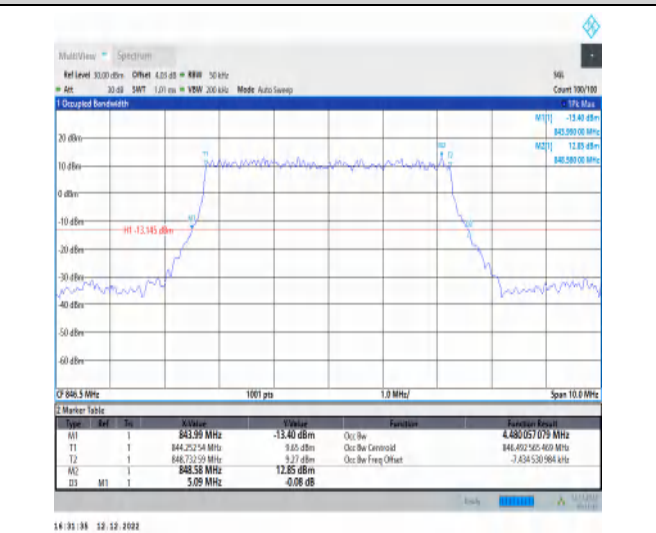 MultiView Spectrum
Ref Level 30.00 dBm Offset 4.03 dB RBW 50 kHz SGL
Att 30 dB SWT 1.01 ms VBW 200 kHz Mode Auto Sweep Count 100/100
1 Occupied Bandwidth 1Pk Max
M1[1] -13.40 dBm
843.990 00 MHz
M2[1] 12.85 dBm
848.580 00 MHz
20 dBm
10 dBm
0 dBm
-10 dBm
H1 -13.145 dBm
-20 dBm
-30 dBm
-40 dBm
-50 dBm
-60 dBm
CF 846.5 MHz 1001 pts 1.0 MHz/ Span 10.0 MHz
2 Marker Table
Type Ref Trc X-Value Y-Value Function Function Result
M1 1 843.99 MHz -13.40 dBm Occ Bw 4.480 057 079 MHz
T1 1 844.252 54 MHz 9.65 dBm Occ Bw Centroid 846.492 565 469 MHz
T2 1 848.732 59 MHz 9.27 dBm Occ Bw Freq Offset -7.434 530 984 kHz
M2 1 848.58 MHz 12.85 dBm
D3 M1 1 5.09 MHz -0.08 dB
Ready
16:31:35 12.12.2022